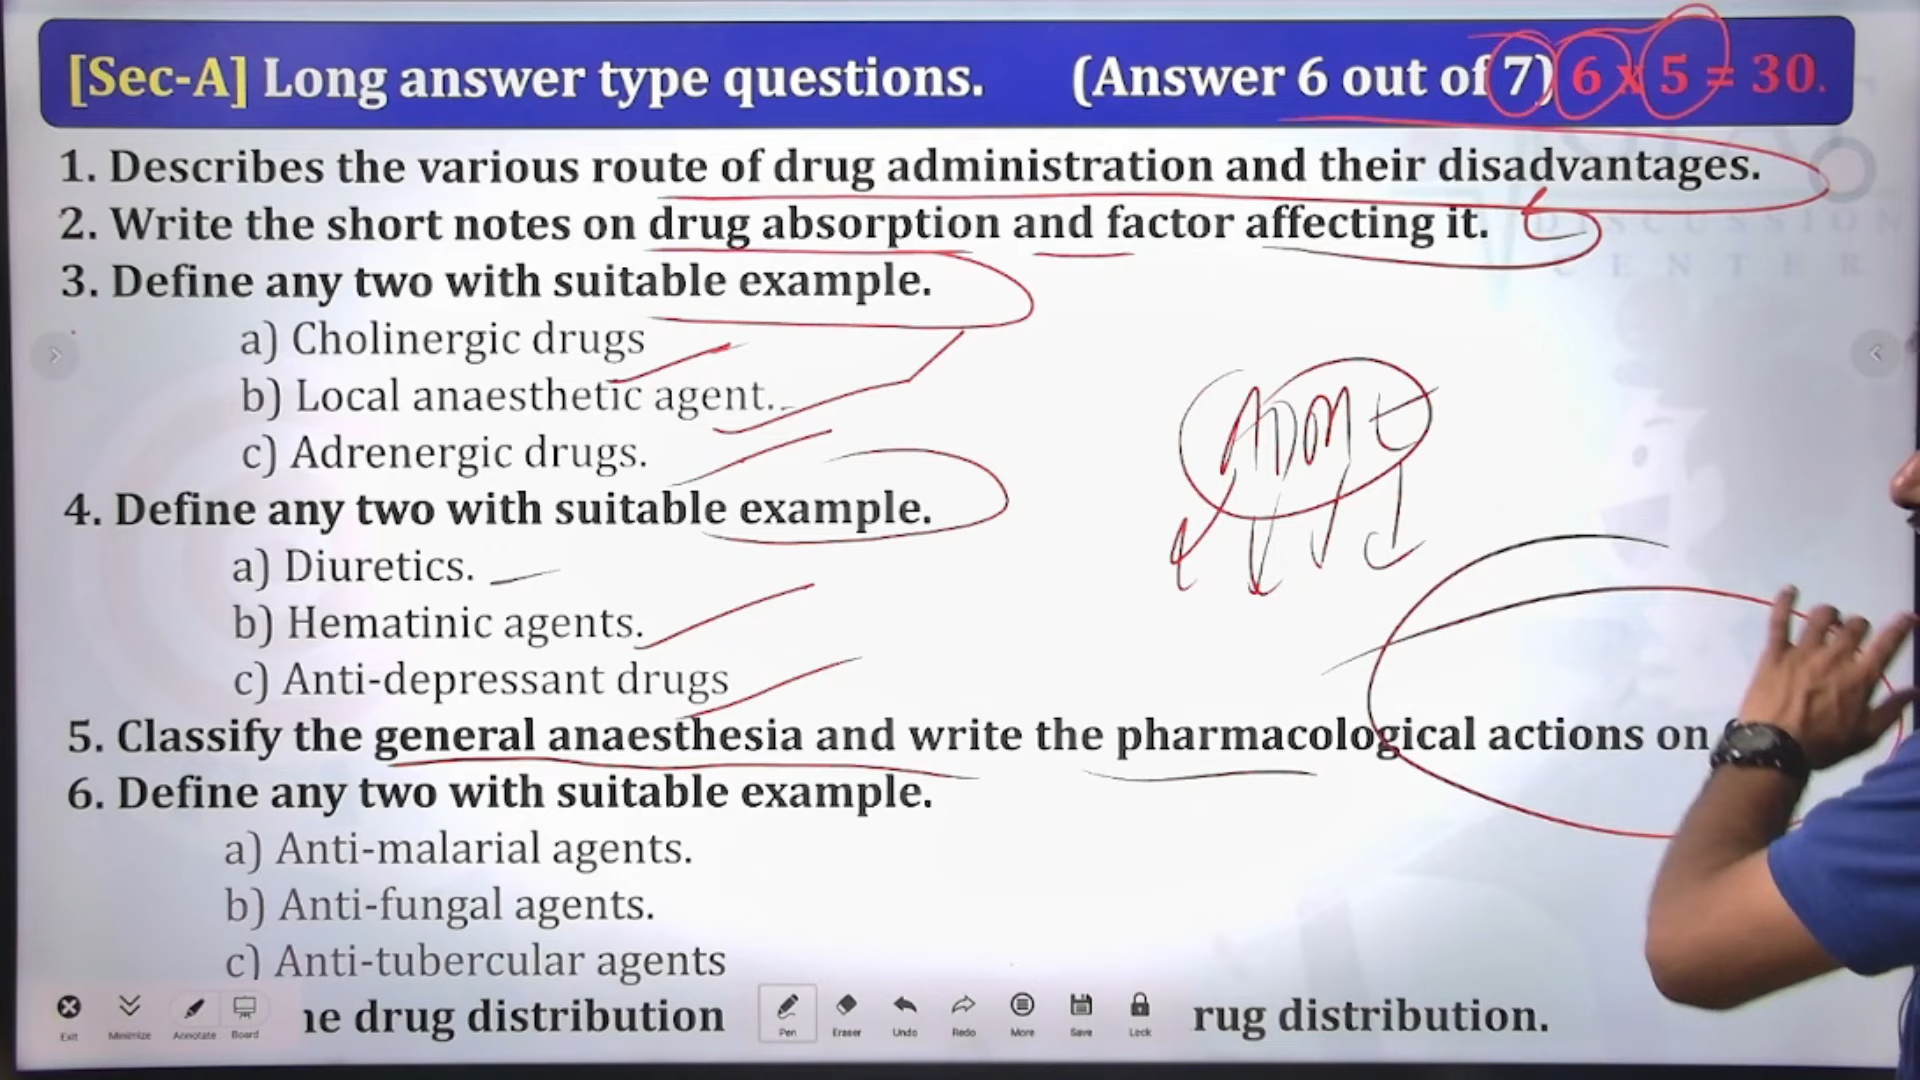 [Sec-A] Long answer type questions. (Answer 6 out of 7) 6 x 5 = 30.
1. Describes the various route of drug administration and their disadvantages.
2. Write the short notes on drug absorption and factor affecting it.
3. Define any two with suitable example.
a) Cholinergic drugs
b) Local anaesthetic agent.
c) Adrenergic drugs.
4. Define any two with suitable example.
a) Diuretics.
b) Hematinic agents.
c) Anti-depressant drugs
5. Classify the general anaesthesia and write the pharmacological actions on
6. Define any two with suitable example.
a) Anti-malarial agents.
b) Anti-fungal agents.
c) Anti-tubercular agents
drug distribution
distribution.
DISCUSSION
CENTER
ADME
Exit Minimize Annotate Board Pen Eraser Undo Redo More Save Lock